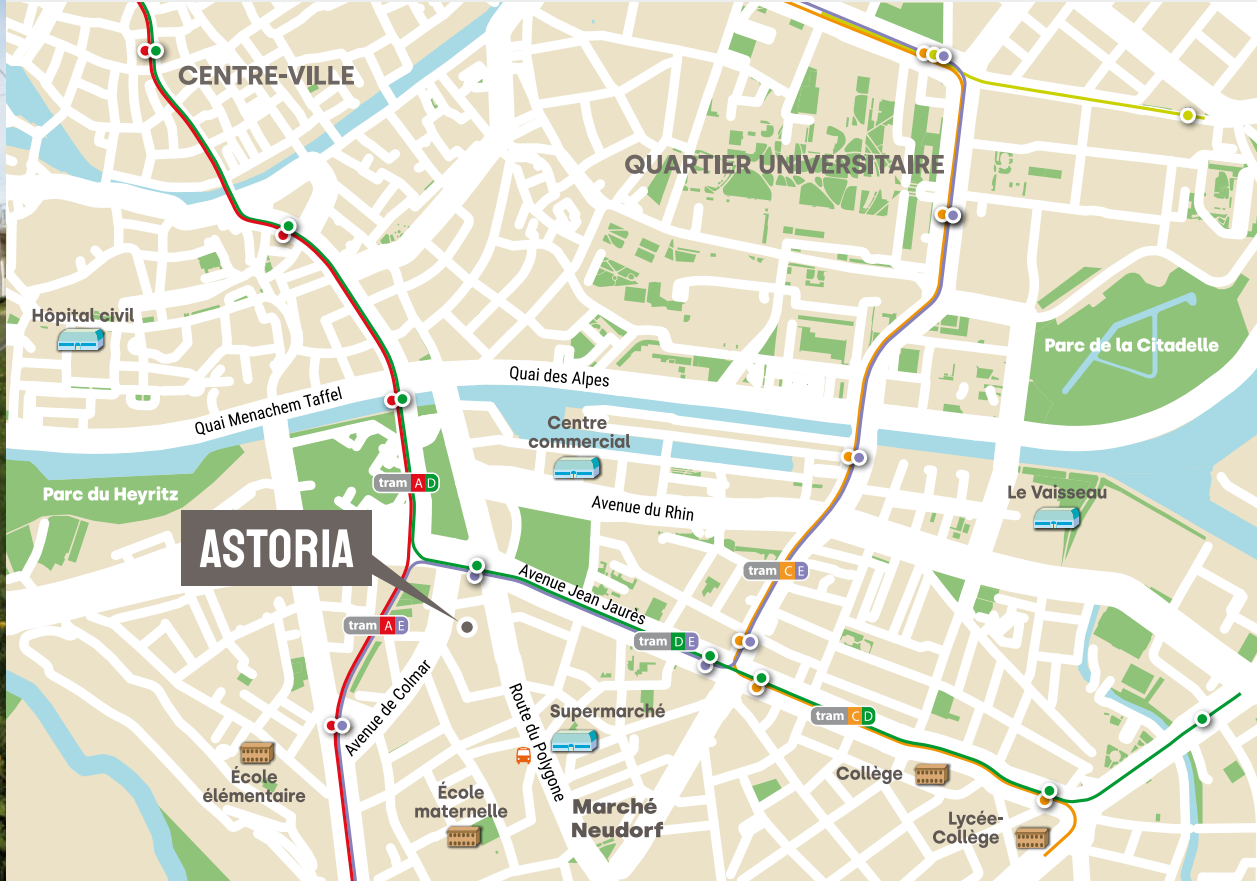 CENTRE-VILLE
QUARTIER UNIVERSITAIRE
Hôpital civil
Parc de la Citadelle
Quai des Alpes
Quai Menachem Taffel
Centre
commercial
tram A D
Parc du Heyritz
Le Vaisseau
Avenue du Rhin
ASTORIA
tram C E
Avenue Jean Jaurès
tram A E
tram D E
Avenue de Colmar
Route du Polygone
Supermarché
tram C D
École
élémentaire
Collège
École
maternelle
Marché
Neudorf
Lycée-
Collège